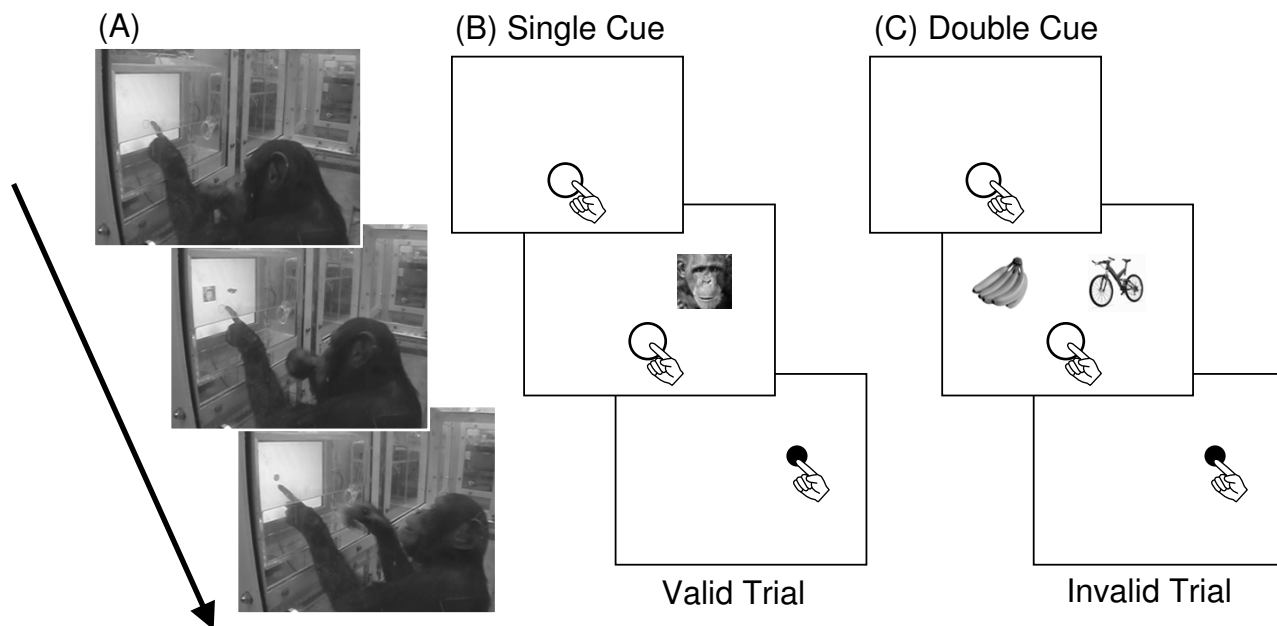 (A)
(B) Single Cue
(C) Double Cue
Valid Trial
Invalid Trial